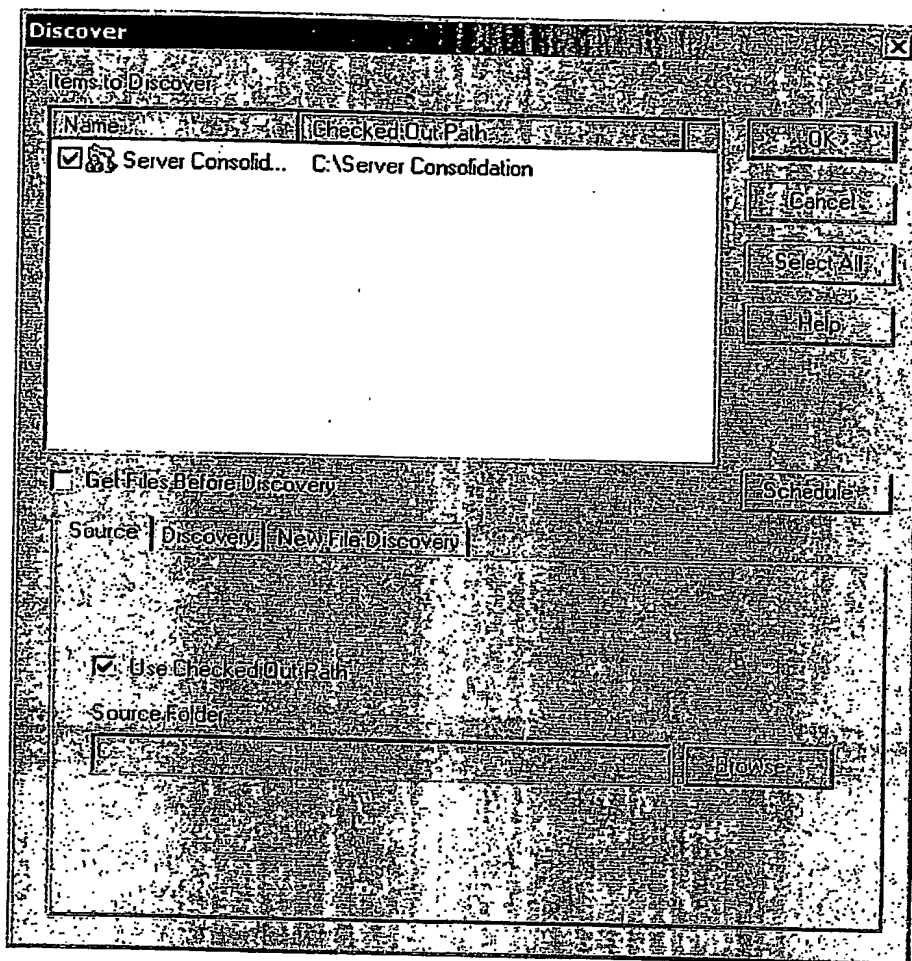 Discover
Items to Discover
Name Checked Out Path
Server Consolid... C:\Server Consolidation
OK
Cancel
Select All
Help
Get Files Before Discovery
Schedule
Source Discovery New File Discovery
Use Checked Out Path
Source Folder
Browse